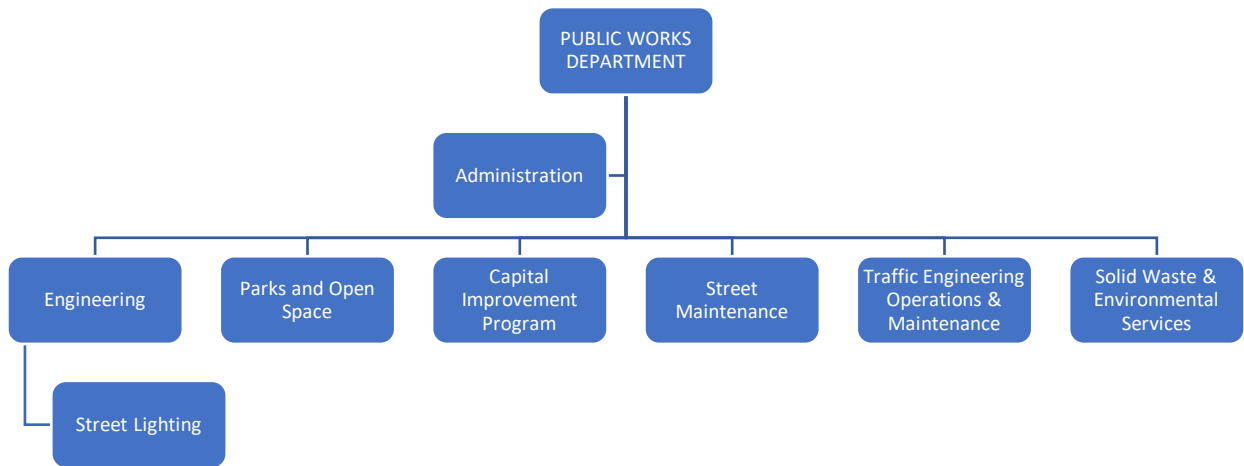 PUBLIC WORKS
DEPARTMENT
Administration
Engineering
Parks and Open
Space
Capital
Improvement
Program
Street
Maintenance
Traffic Engineering
Operations &
Maintenance
Solid Waste &
Environmental
Services
Street Lighting